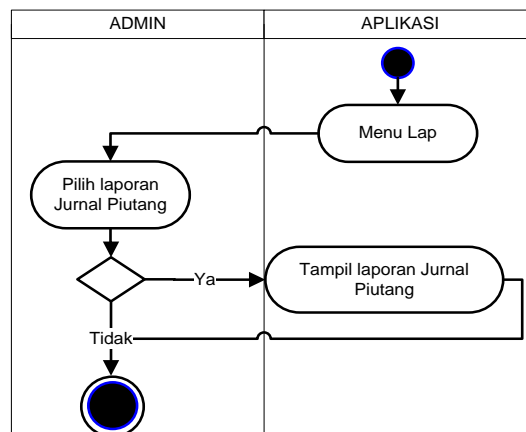 ADMIN
APLIKASI
Menu Lap
Pilih laporan
Jurnal Piutang
Ya
Tampil laporan Jurnal
Piutang
Tidak